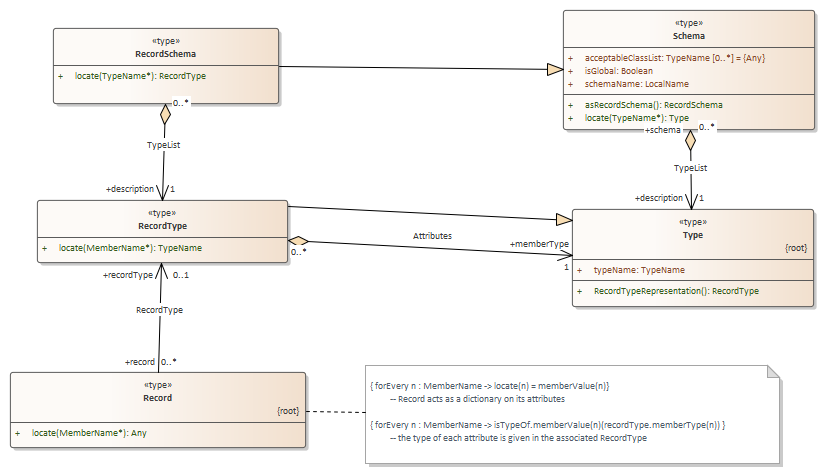 «type»
RecordSchema
+ locate(TypeName*): RecordType
«type»
Schema
+ acceptableClassList: TypeName [0..*] = {Any}
+ isGlobal: Boolean
+ schemaName: LocalName
+ asRecordSchema(): RecordSchema
+ locate(TypeName*): Type
0..*
TypeList
+description 1
+schema 0..*
TypeList
+description 1
«type»
RecordType
+ locate(MemberName*): TypeName
0..*
Attributes
+memberType
1
«type»
Type
{root}
+ typeName: TypeName
+ RecordTypeRepresentation(): RecordType
+recordType 0..1
RecordType
+record 0..*
«type»
Record
{root}
+ locate(MemberName*): Any
{ forEvery n : MemberName -> locate(n) = memberValue(n)}
-- Record acts as a dictionary on its attributes
{ forEvery n : MemberName -> isTypeOf.memberValue(n)(recordType.memberType(n)) }
-- the type of each attribute is given in the associated RecordType